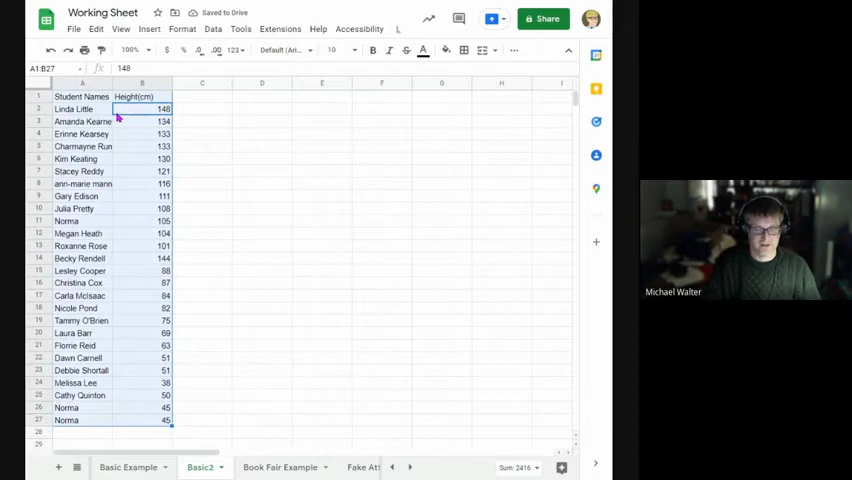 Working Sheet
Saved to Drive
Share
File Edit View Insert Format Data Tools Extensions Help Accessibility L
100% $ % .0 .00 123 Default (Ari... 10 B I S A
A1:B27 fx 148
A B C D E F G H I
1 Student Names Height(cm)
2 Linda Little 148
3 Amanda Kearne 134
4 Erinne Kearsey 133
5 Charmayne Run 133
6 Kim Keating 130
7 Stacey Reddy 121
8 ann-marie mann 116
9 Gary Edison 111
10 Julia Pretty 108
11 Norma 105
12 Megan Heath 104
13 Roxanne Rose 101
14 Becky Rendell 144
15 Lesley Cooper 88
16 Christina Cox 87
17 Carla McIsaac 84
18 Nicole Pond 82
19 Tammy O'Brien 75
20 Laura Barr 69
21 Florrie Reid 63
22 Dawn Carnell 51
23 Debbie Shortall 51
24 Melissa Lee 38
25 Cathy Quinton 50
26 Norma 45
27 Norma 45
28
29
Basic Example Basic2 Book Fair Example Fake Att Sum: 2416
Michael Walter